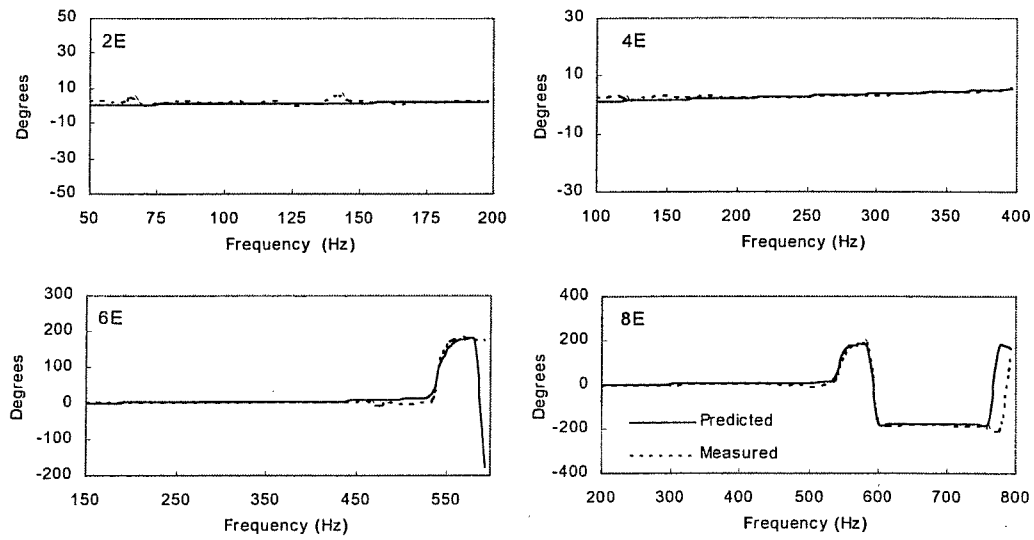 50
30
10
-10
-30
-50
Degrees
2E
50 75 100 125 150 175 200
Frequency (Hz)
30
10
-10
-30
Degrees
4E
100 150 200 250 300 350 400
Frequency (Hz)
300
200
100
0
-100
-200
Degrees
6E
150 250 350 450 550
Frequency (Hz)
400
200
0
-200
-400
Degrees
8E
Predicted
Measured
200 300 400 500 600 700 800
Frequency (Hz)